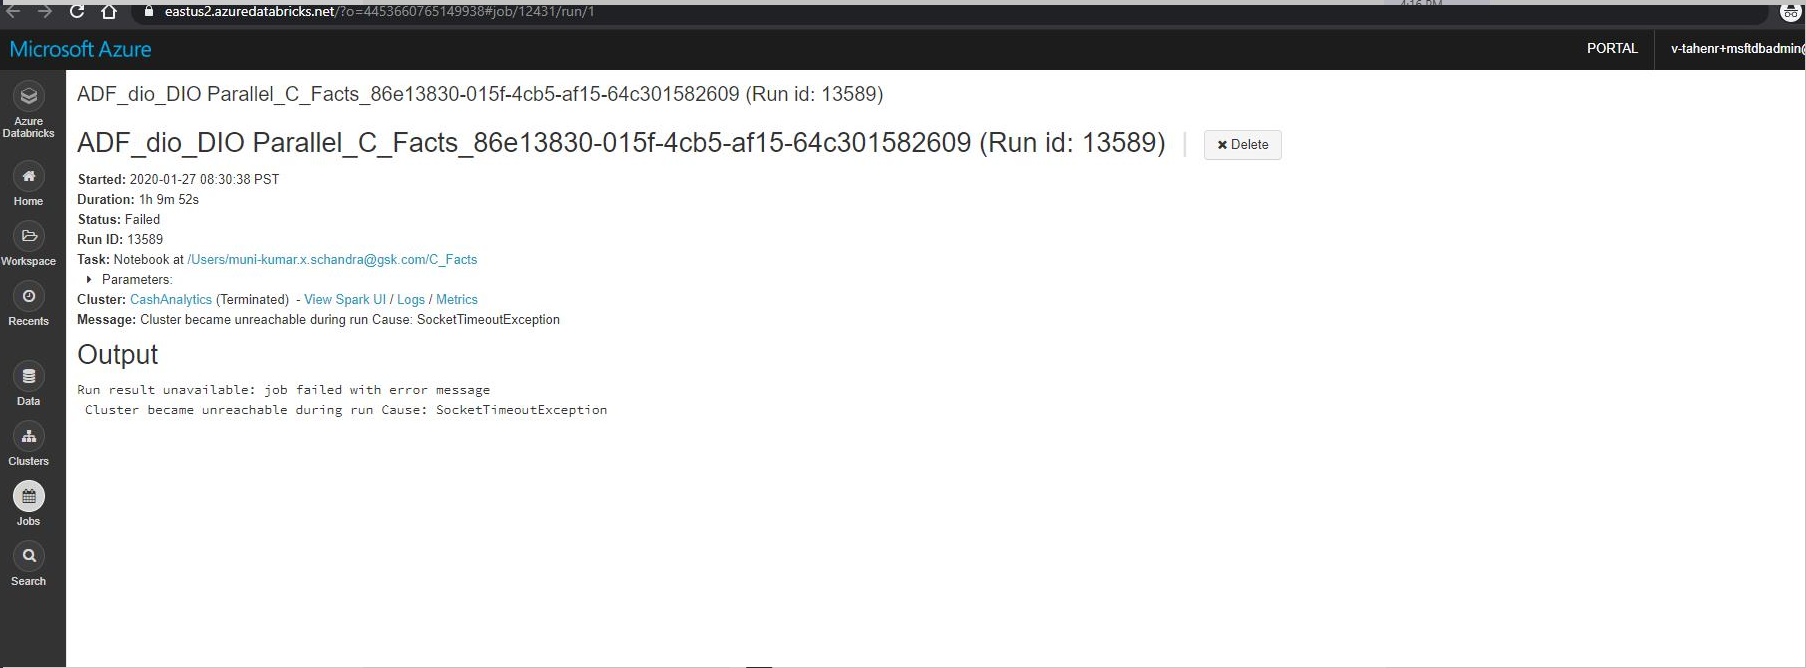 eastus2.azuredatabricks.net/?o=4453660765149938#job/12431/run/1
Microsoft Azure
PORTAL
v-tahenr+msftdbadmin@
Azure
Databricks
Home
Workspace
Recents
Data
Clusters
Jobs
Search
ADF_dio_DIO Parallel_C_Facts_86e13830-015f-4cb5-af15-64c301582609 (Run id: 13589)
ADF_dio_DIO Parallel_C_Facts_86e13830-015f-4cb5-af15-64c301582609 (Run id: 13589)
✖ Delete
Started: 2020-01-27 08:30:38 PST
Duration: 1h 9m 52s
Status: Failed
Run ID: 13589
Task: Notebook at /Users/muni-kumar.x.schandra@gsk.com/C_Facts
Parameters:
Cluster: CashAnalytics (Terminated) - View Spark UI / Logs / Metrics
Message: Cluster became unreachable during run Cause: SocketTimeoutException
Output
Run result unavailable: job failed with error message
Cluster became unreachable during run Cause: SocketTimeoutException